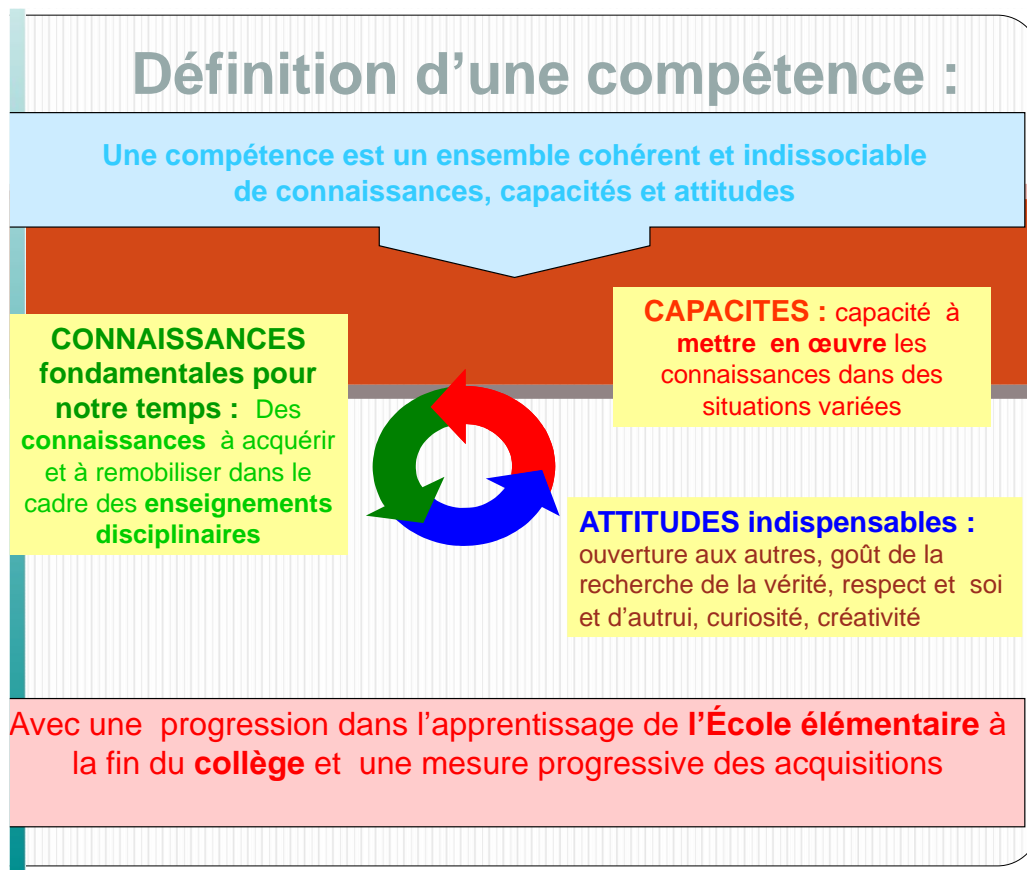 Définition d’une compétence :
Une compétence est un ensemble cohérent et indissociable
de connaissances, capacités et attitudes
CONNAISSANCES
fondamentales pour
notre temps : Des
connaissances à acquérir
et à remobiliser dans le
cadre des enseignements
disciplinaires
CAPACITES : capacité à
mettre en œuvre les
connaissances dans des
situations variées
ATTITUDES indispensables :
ouverture aux autres, goût de la
recherche de la vérité, respect et soi
et d’autrui, curiosité, créativité
Avec une progression dans l’apprentissage de l’École élémentaire à
la fin du collège et une mesure progressive des acquisitions